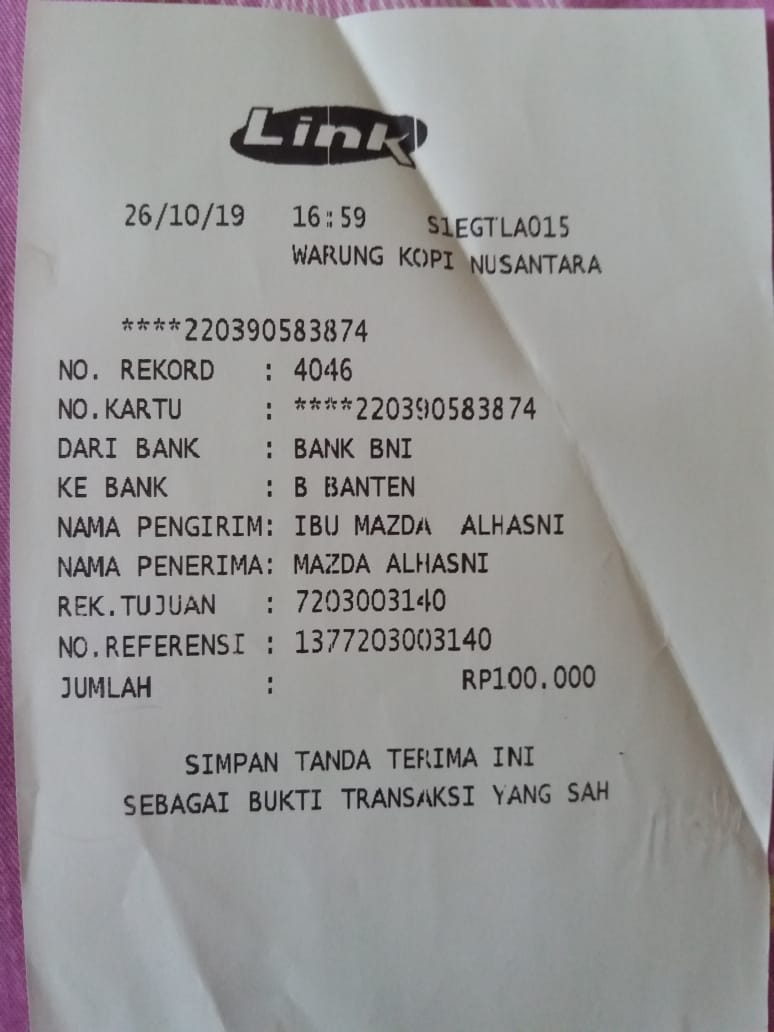 Link
26/10/19 16:59 S1EGTLA015
WARUNG KOPI NUSANTARA
****220390583874
NO. REKORD : 4046
NO.KARTU : ****220390583874
DARI BANK : BANK BNI
KE BANK : B BANTEN
NAMA PENGIRIM: IBU MAZDA ALHASNI
NAMA PENERIMA: MAZDA ALHASNI
REK.TUJUAN : 7203003140
NO.REFERENSI : 1377203003140
JUMLAH : RP100.000
SIMPAN TANDA TERIMA INI
SEBAGAI BUKTI TRANSAKSI YANG SAH